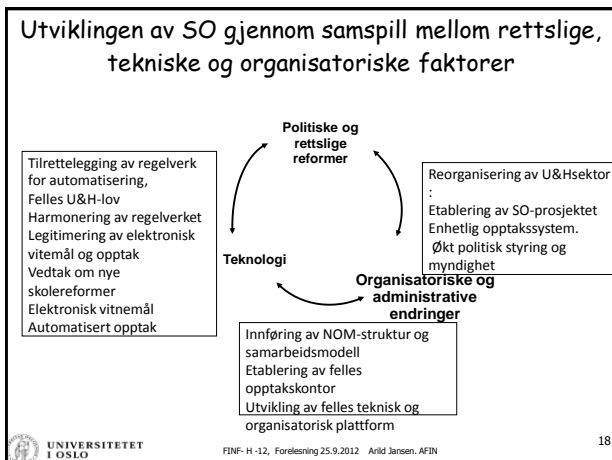 Utviklingen av SO gjennom samspill mellom rettslige,
tekniske og organisatoriske faktorer
Politiske og
rettslige
reformer
Tilrettelegging av regelverk
for automatisering,
Felles U&H-lov
Harmonering av regelverket
Legitimering av elektronisk
vitemål og opptak
Vedtak om nye
skolereformer
Elektronisk vitnemål
Automatisert opptak
Reorganisering av U&Hsektor
:
Etablering av SO-prosjektet
Enhetlig opptakssystem.
Økt politisk styring og
myndighet
Teknologi
Organisatoriske og
administrative
endringer
Innføring av NOM-struktur og
samarbeidsmodell
Etablering av felles
opptakskontor
Utvikling av felles teknisk og
organisatorisk plattform
UNIVERSITETET
I OSLO
FINF- H -12, Forelesning 25.9.2012 Arild Jansen. AFIN
18